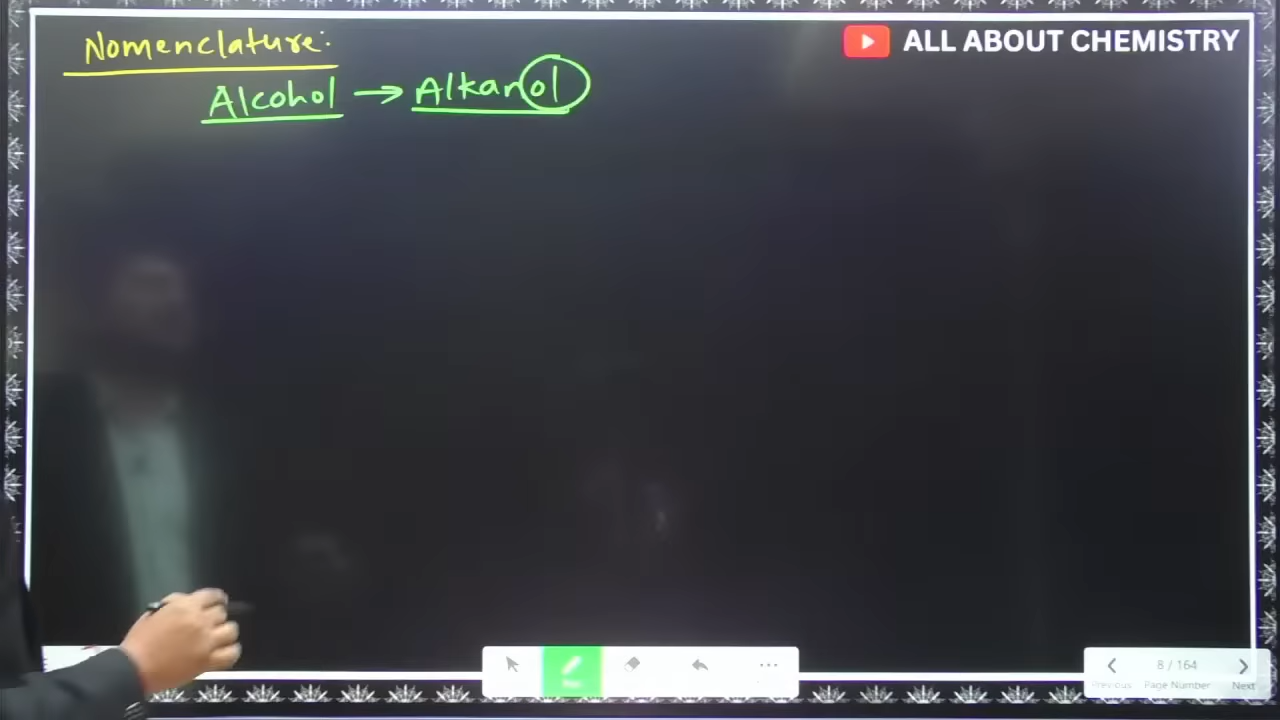 Nomenclature:
ALL ABOUT CHEMISTRY
Alcohol → Alkanol
8 / 164
Previous Page Number Next